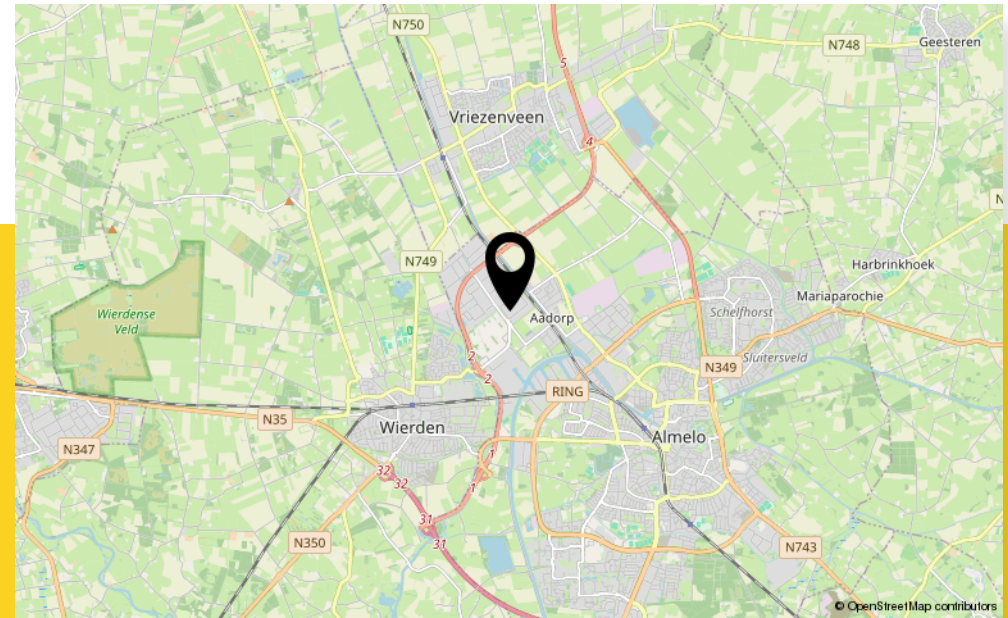 N750
N748
Geesteren
5
Vriezenveen
4
N
N749
Harbrinkhoek
Mariaparochie
Wierdense
Veld
Aadorp
Schelfhorst
2
Sluitersveld
2
N349
RING
N35
Wierden
Almelo
N347
1
32
32
1
31
31
N350
N743
© OpenStreetMap contributors